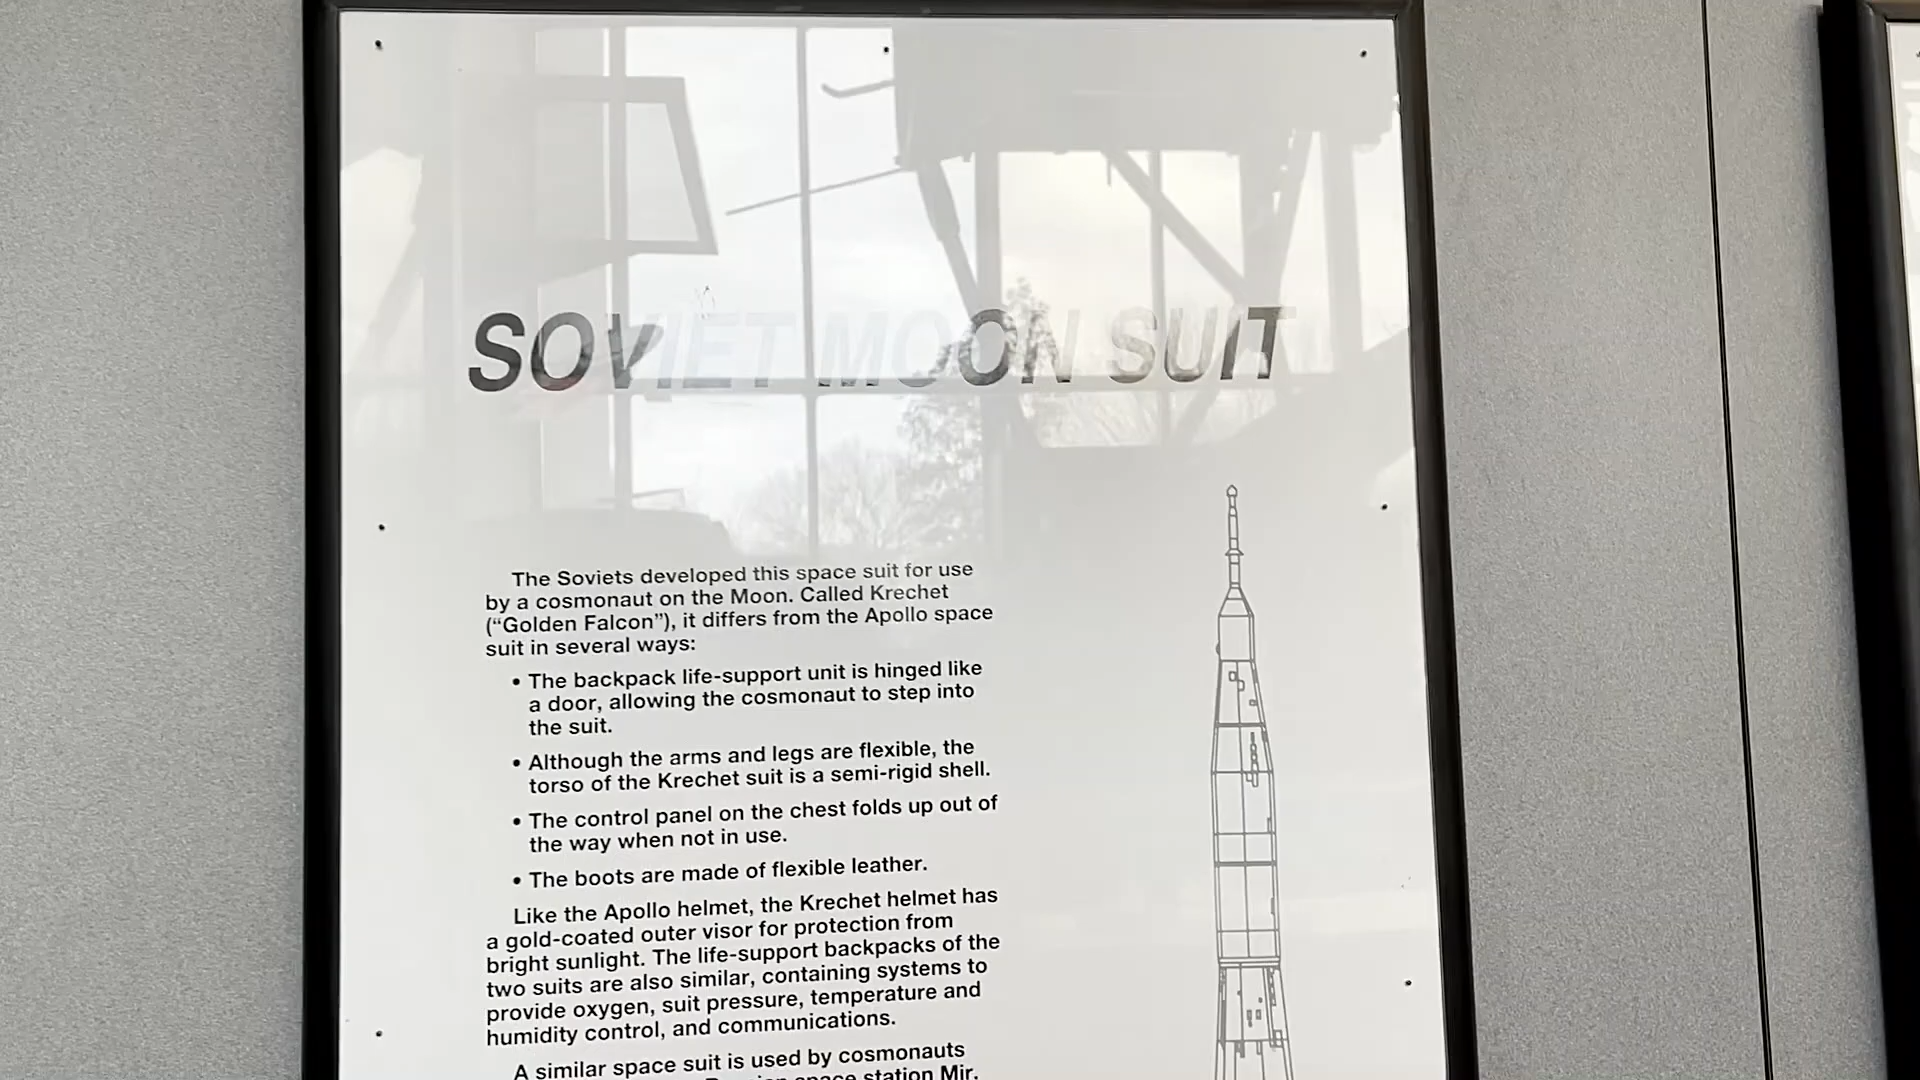 SOVIET MOON SUIT
The Soviets developed this space suit for use
by a cosmonaut on the Moon. Called Krechet
(“Golden Falcon”), it differs from the Apollo space
suit in several ways:
• The backpack life-support unit is hinged like
a door, allowing the cosmonaut to step into
the suit.
• Although the arms and legs are flexible, the
torso of the Krechet suit is a semi-rigid shell.
• The control panel on the chest folds up out of
the way when not in use.
• The boots are made of flexible leather.
Like the Apollo helmet, the Krechet helmet has
a gold-coated outer visor for protection from
bright sunlight. The life-support backpacks of the
two suits are also similar, containing systems to
provide oxygen, suit pressure, temperature and
humidity control, and communications.
A similar space suit is used by cosmonauts
space station Mir.